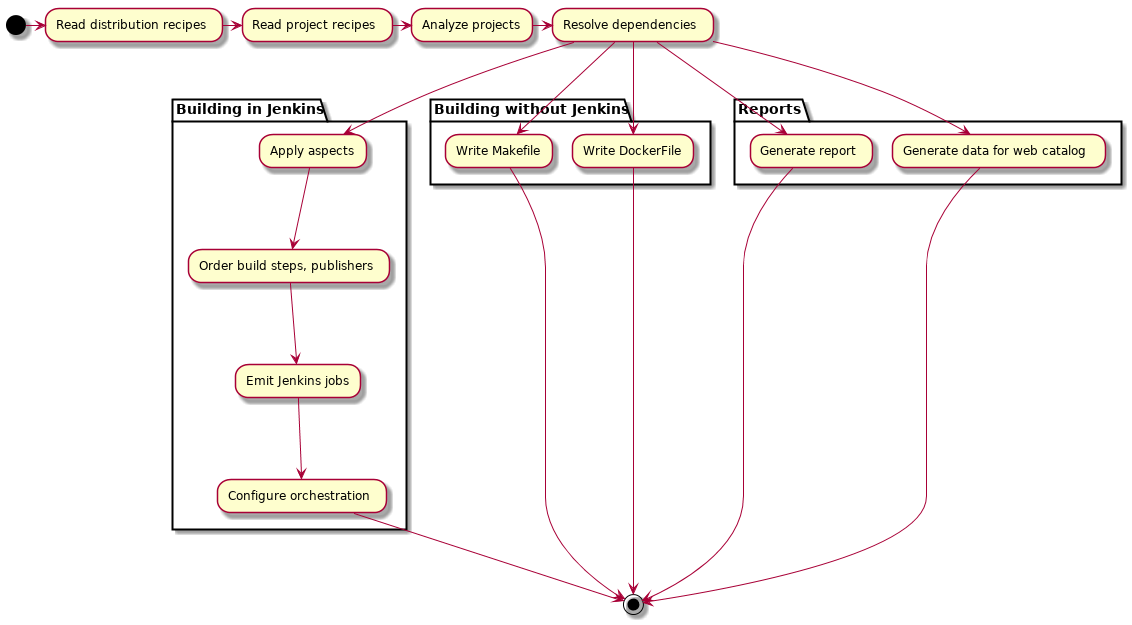 Read distribution recipes
Read project recipes
Analyze projects
Resolve dependencies
Building in Jenkins
Building without Jenkins
Reports
Apply aspects
Write Makefile
Write DockerFile
Generate report
Generate data for web catalog
Order build steps, publishers
Emit Jenkins jobs
Configure orchestration